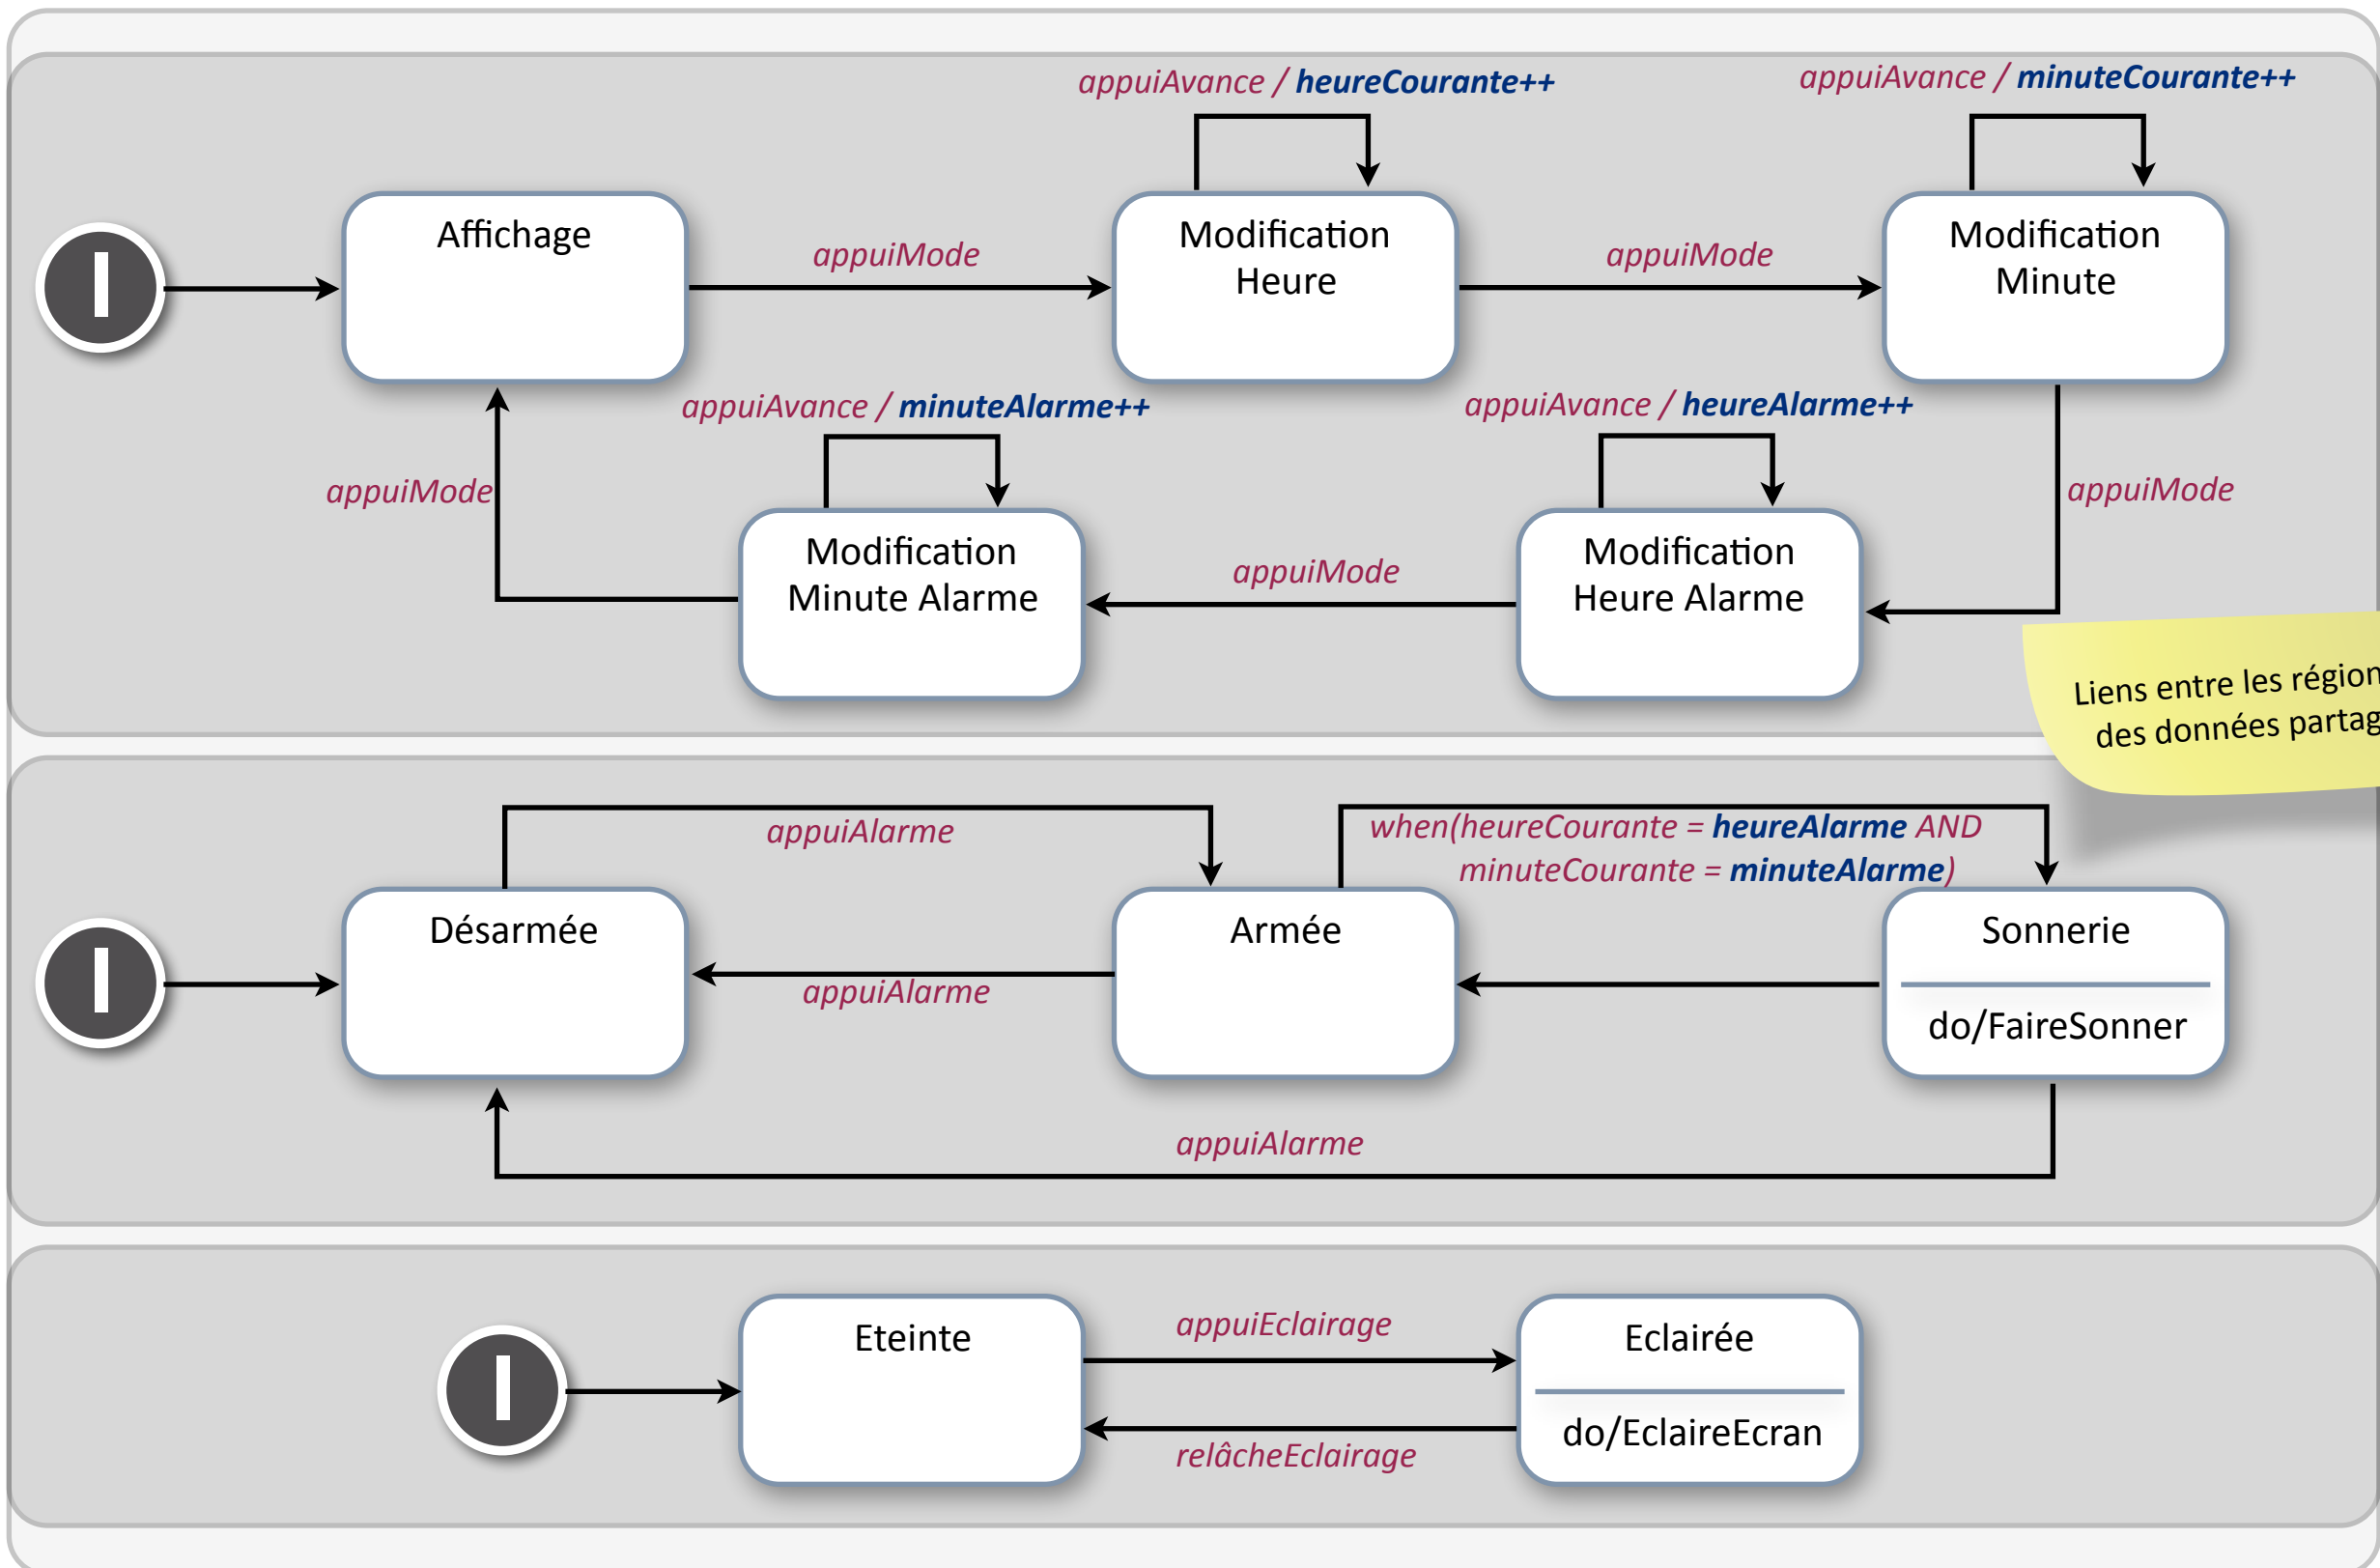 appuiAvance / heureCourante++
appuiAvance / minuteCourante++
I
Affichage
appuiMode
Modification
Heure
appuiMode
Modification
Minute
appuiAvance / minuteAlarme++
appuiAvance / heureAlarme++
appuiMode
appuiMode
Modification
Minute Alarme
appuiMode
Modification
Heure Alarme
Liens entre les région
des données partag
appuiAlarme
when(heureCourante = heureAlarme AND
minuteCourante = minuteAlarme)
I
Désarmée
appuiAlarme
Armée
Sonnerie
do/FaireSonner
appuiAlarme
I
Eteinte
appuiEclairage
relâcheEclairage
Eclairée
do/EclaireEcran